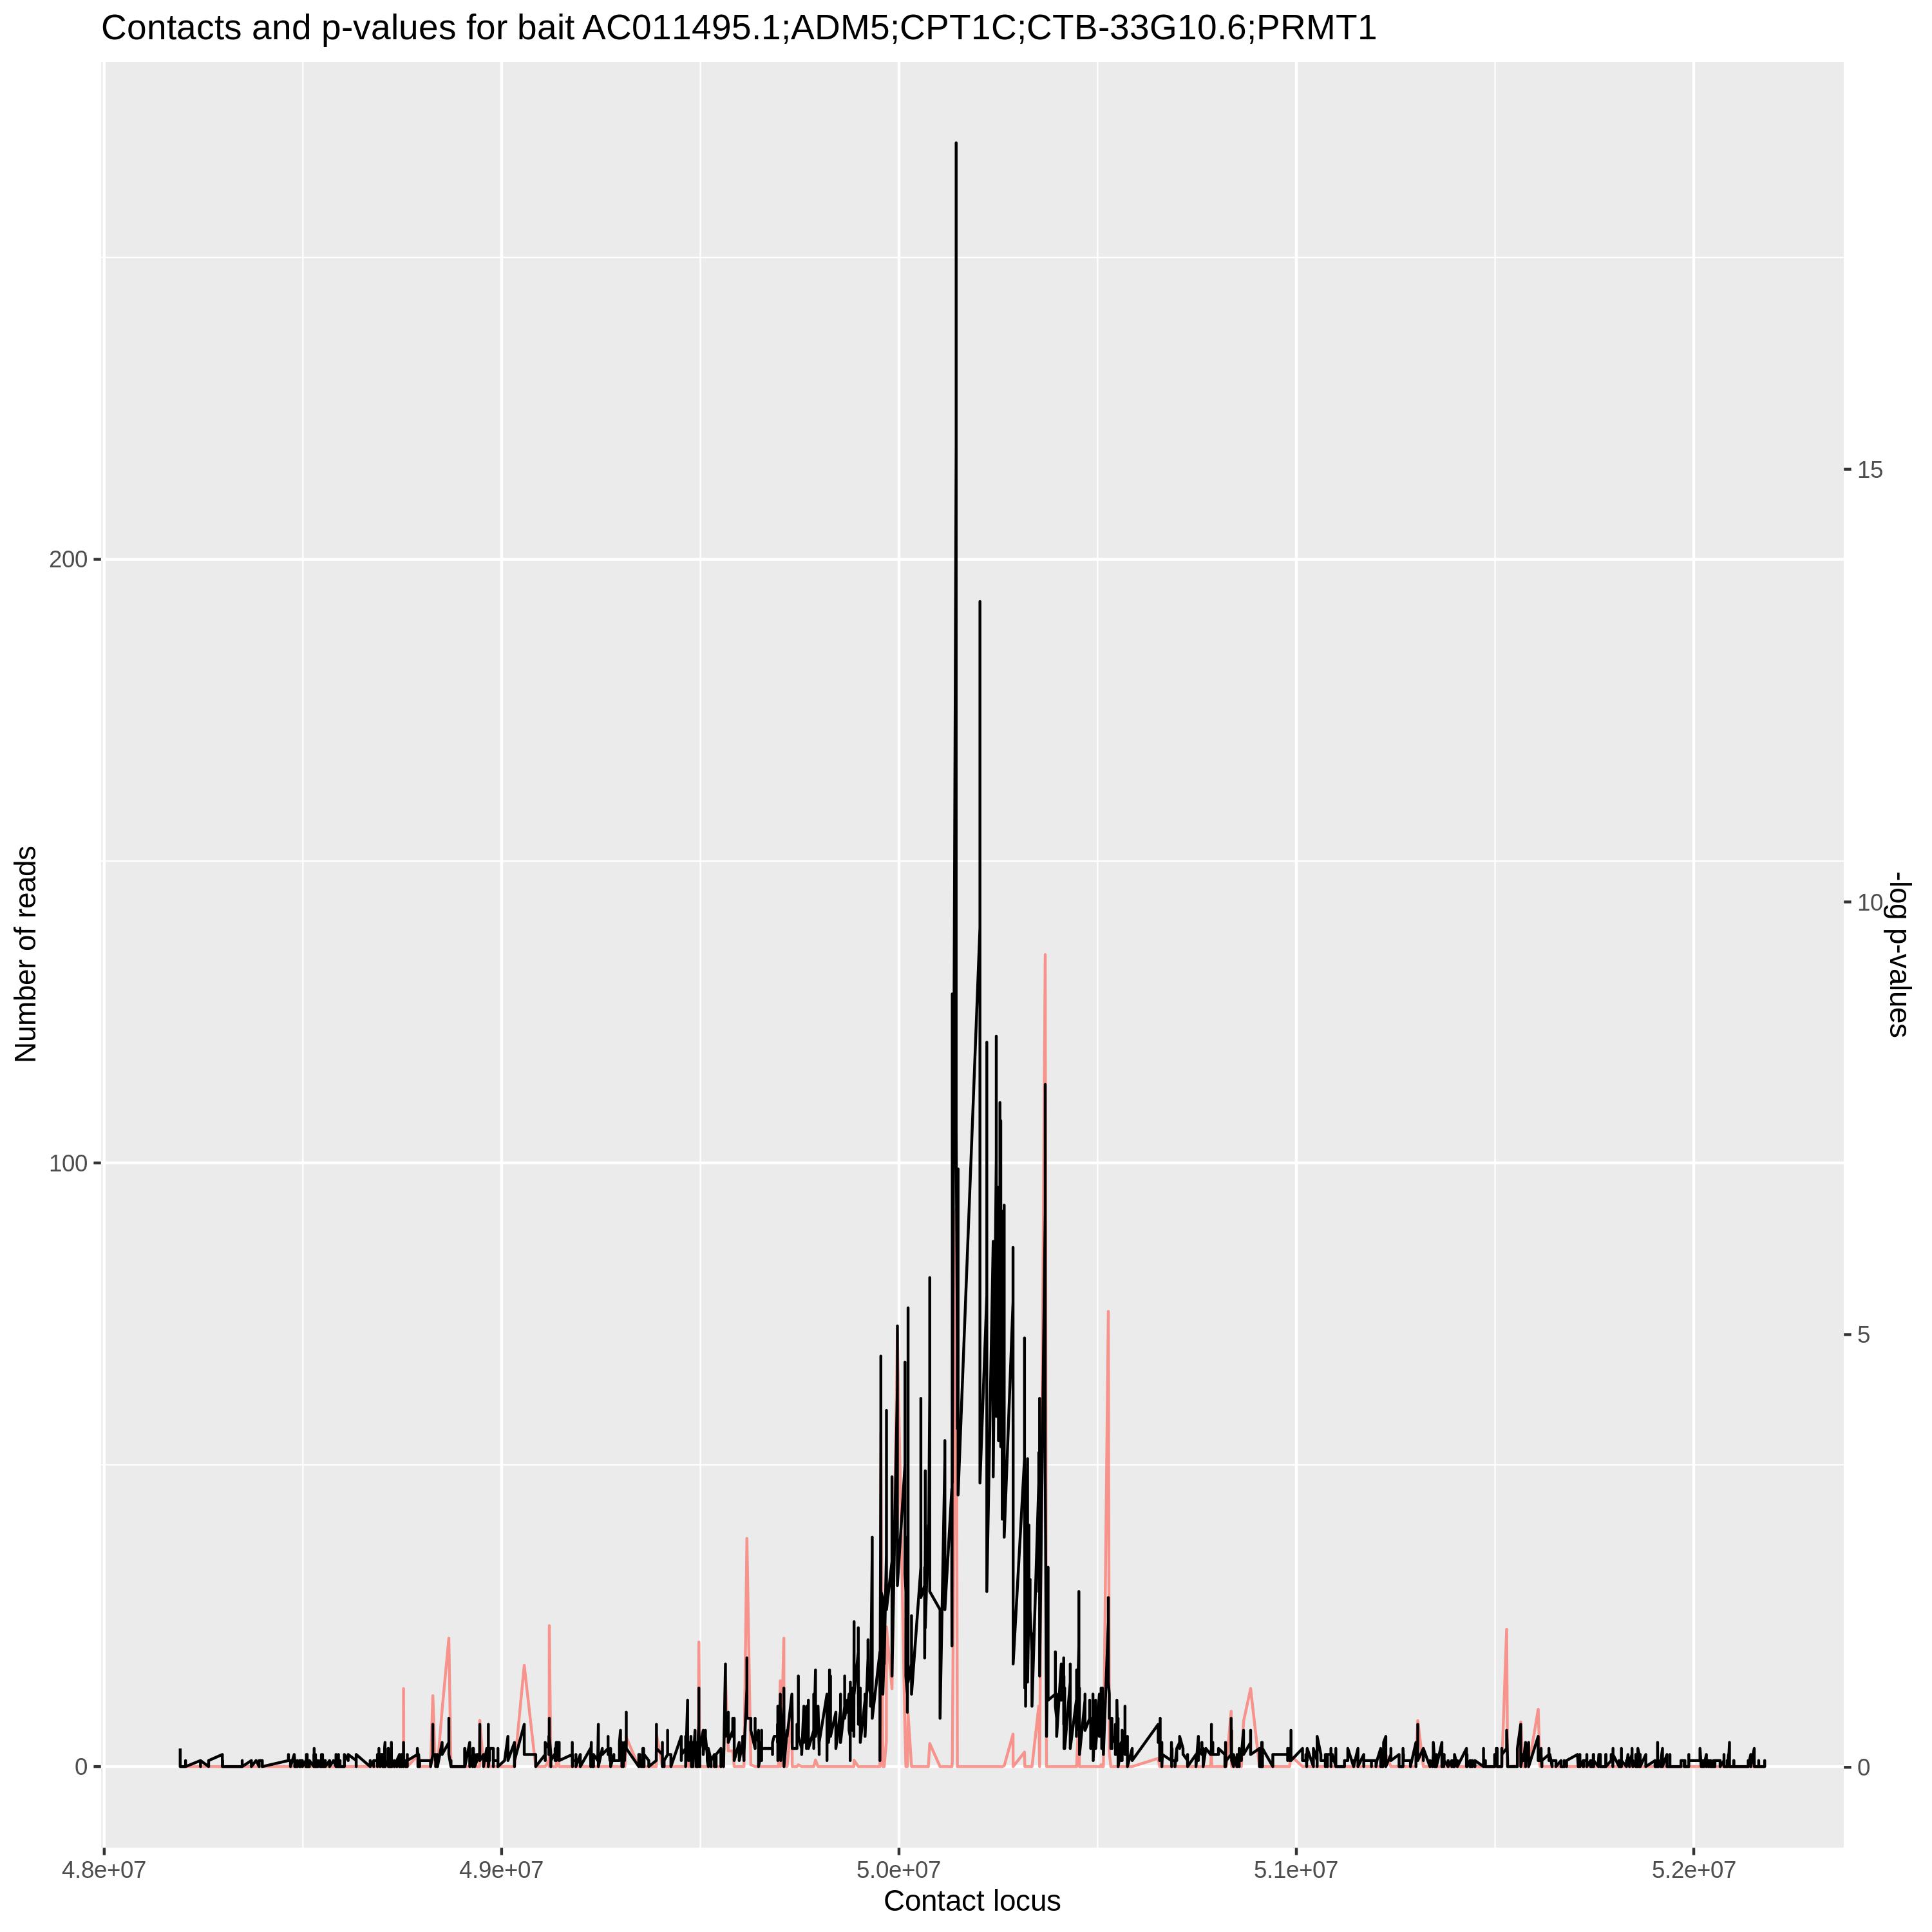 Contacts and p-values for bait AC011495.1;ADM5;CPT1C;CTB-33G10.6;PRMT1
Number of reads
200
100
0
15
10
5
0
-log p-values
4.8e+07 4.9e+07 5.0e+07 5.1e+07 5.2e+07
Contact locus